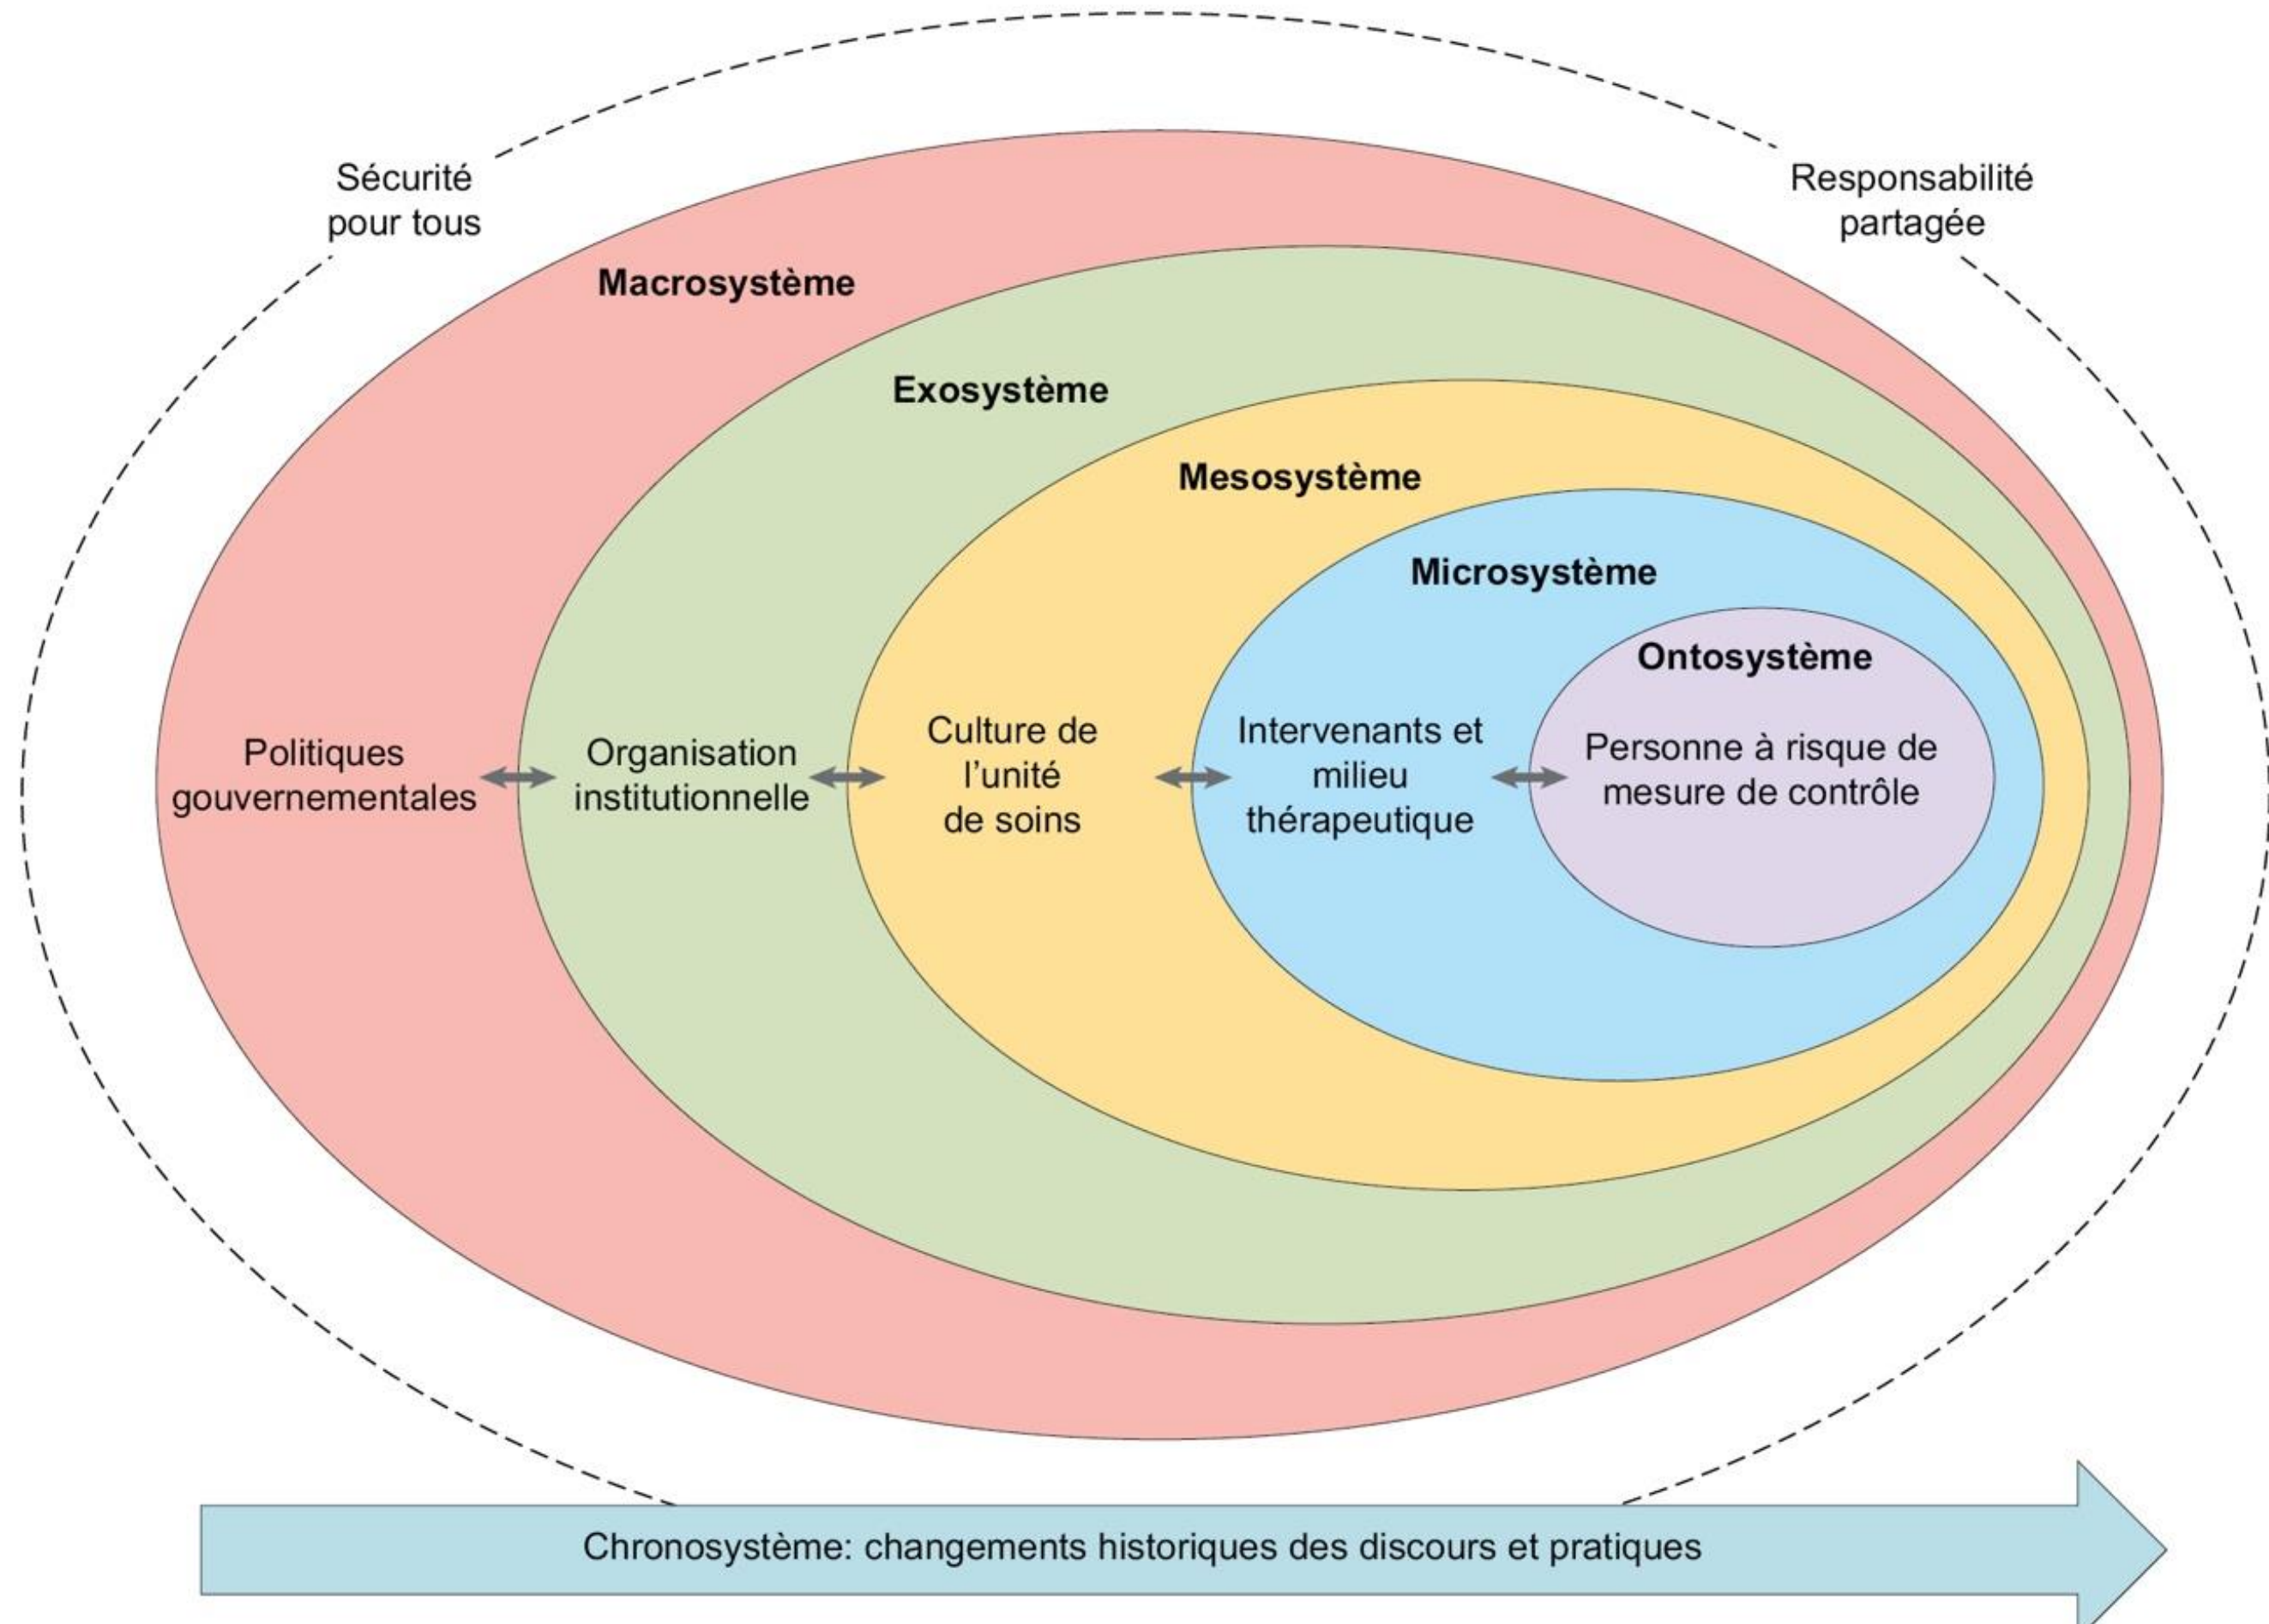 Sécurité
pour tous
Responsabilité
partagée
Macrosystème
Exosystème
Mesosystème
Microsystème
Ontosystème
Politiques
gouvernementales
Organisation
institutionnelle
Culture de
l’unité
de soins
Intervenants et
milieu
thérapeutique
Personne à risque de
mesure de contrôle
Chronosystème: changements historiques des discours et pratiques